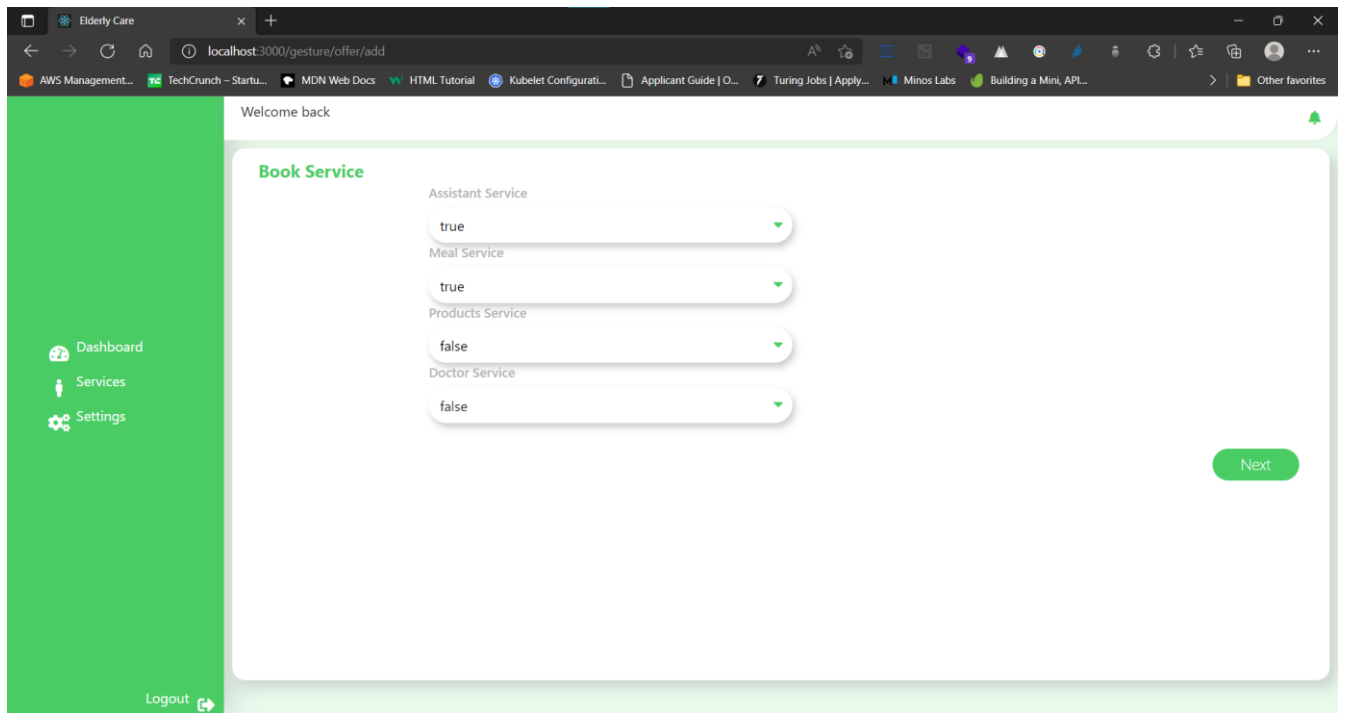 Elderly Care
localhost:3000/gesture/offer/add
AWS Management... TechCrunch – Startu... MDN Web Docs HTML Tutorial Kubelet Configurati... Applicant Guide | O... Turing Jobs | Apply... Minos Labs Building a Mini, API... Other favorites
Welcome back
Book Service
Assistant Service
true
Meal Service
true
Products Service
false
Doctor Service
false
Next
Dashboard
Services
Settings
Logout